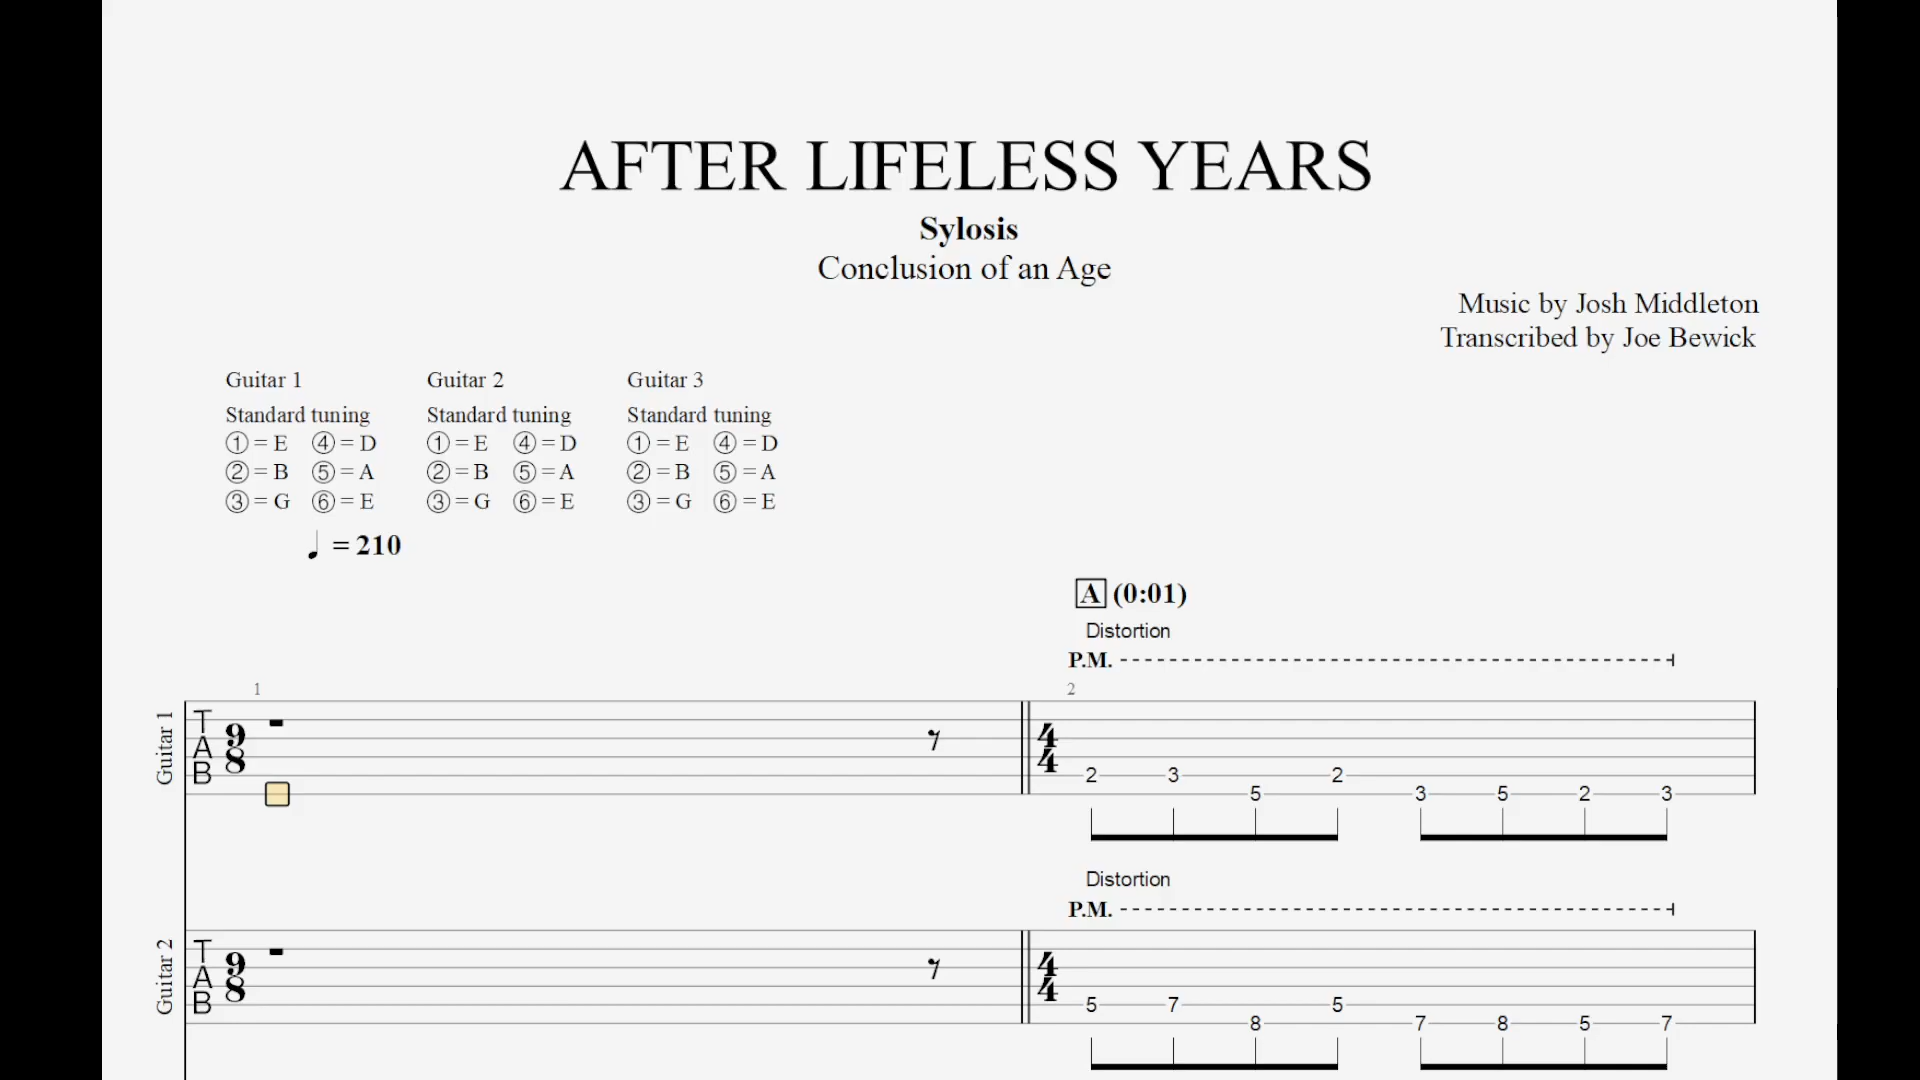 AFTER LIFELESS YEARS
Sylosis
Conclusion of an Age
Music by Josh Middleton
Transcribed by Joe Bewick
Guitar 1 Guitar 2 Guitar 3
Standard tuning Standard tuning Standard tuning
① = E ④ = D ① = E ④ = D ① = E ④ = D
② = B ⑤ = A ② = B ⑤ = A ② = B ⑤ = A
③ = G ⑥ = E ③ = G ⑥ = E ③ = G ⑥ = E
♩ = 210
A (0:01)
Distortion
P.M.
1 2
Guitar 1
T A B
9/8 4/4
2 3 5 2 3 5 2 3
Distortion
P.M.
Guitar 2
T A B
9/8 4/4
5 7 8 5 7 8 5 7